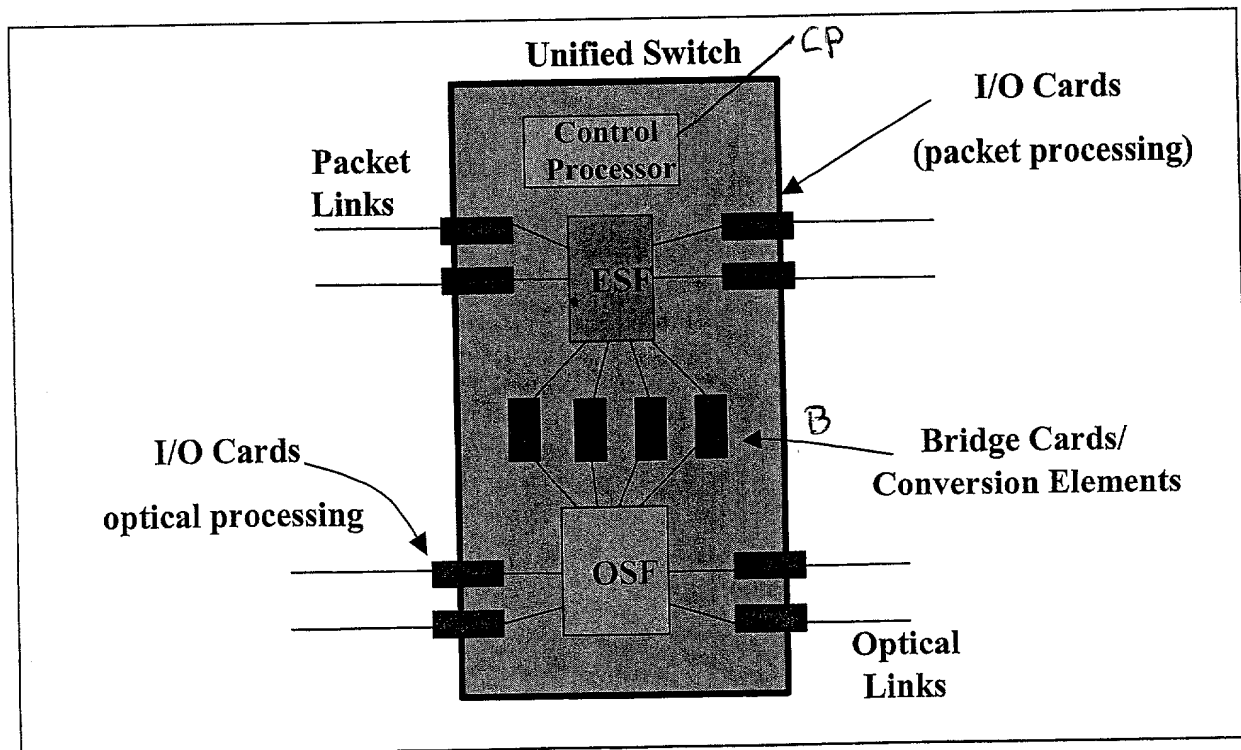 Unified Switch
CP
I/O Cards
(packet processing)
Control
Processor
Packet
Links
ESF
B
Bridge Cards/
Conversion Elements
I/O Cards
optical processing
OSF
Optical
Links